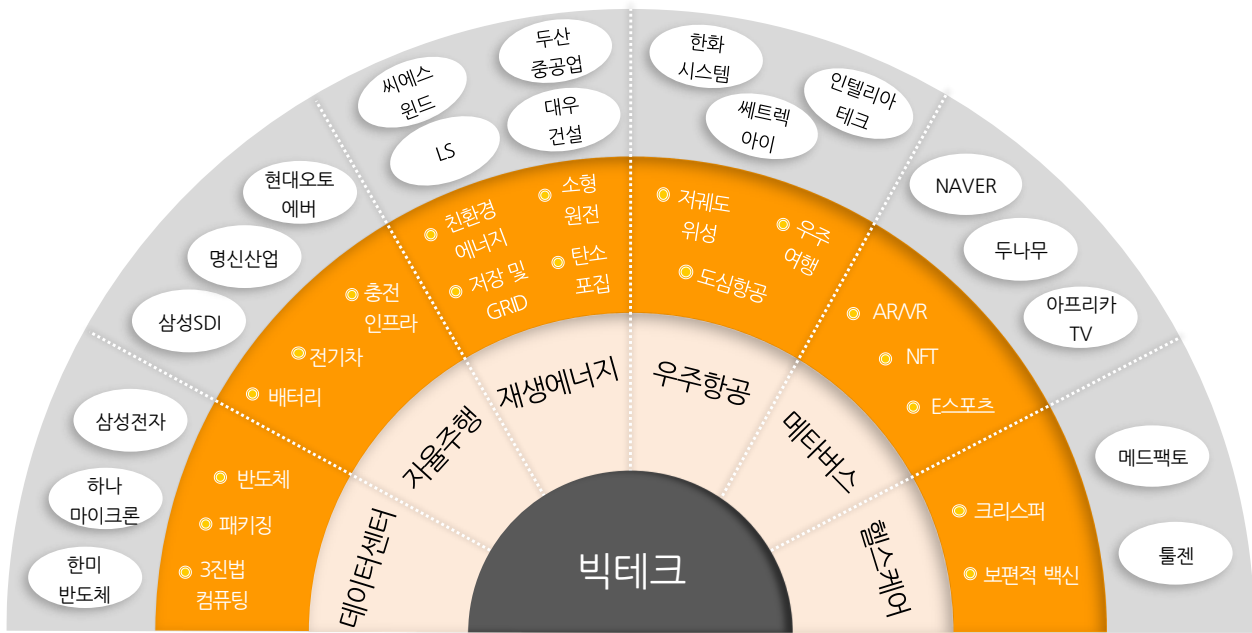 두산
중공업
씨에스
윈드
대우
건설
LS
한화
시스템
인텔리아
테크
쎄트렉
아이
현대오토
에버
명신산업
삼성SDI
NAVER
두나무
아프리카
TV
삼성전자
하나
마이크론
한미
반도체
메드팩토
툴젠
친환경
에너지
소형
원전
저장 및
GRID
탄소
포집
저궤도
위성
우주
여행
도심항공
충전
인프라
전기차
배터리
AR/VR
NFT
E스포츠
반도체
패키징
3진법
컴퓨팅
크리스퍼
보편적 백신
데이터센터
자율주행
재생에너지
우주항공
메타버스
헬스케어
빅테크